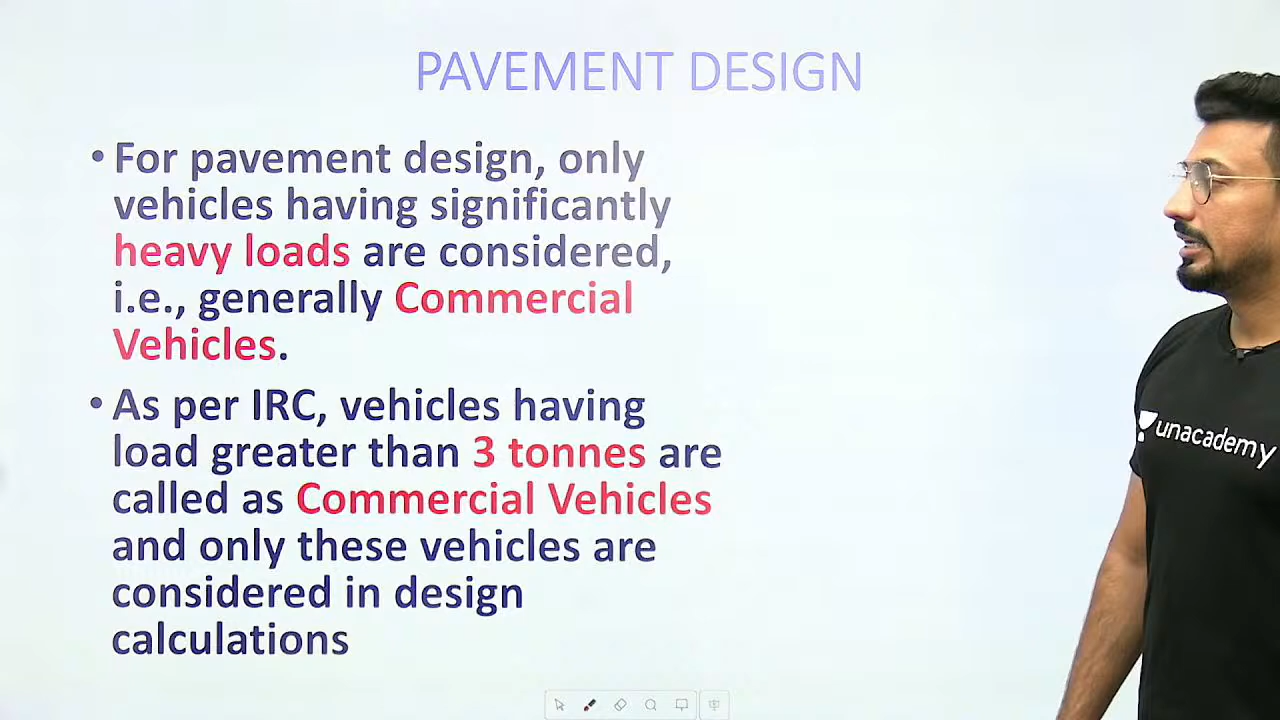 PAVEMENT DESIGN
• For pavement design, only
vehicles having significantly
heavy loads are considered,
i.e., generally Commercial
Vehicles.
• As per IRC, vehicles having
load greater than 3 tonnes are
called as Commercial Vehicles
and only these vehicles are
considered in design
calculations
unacademy